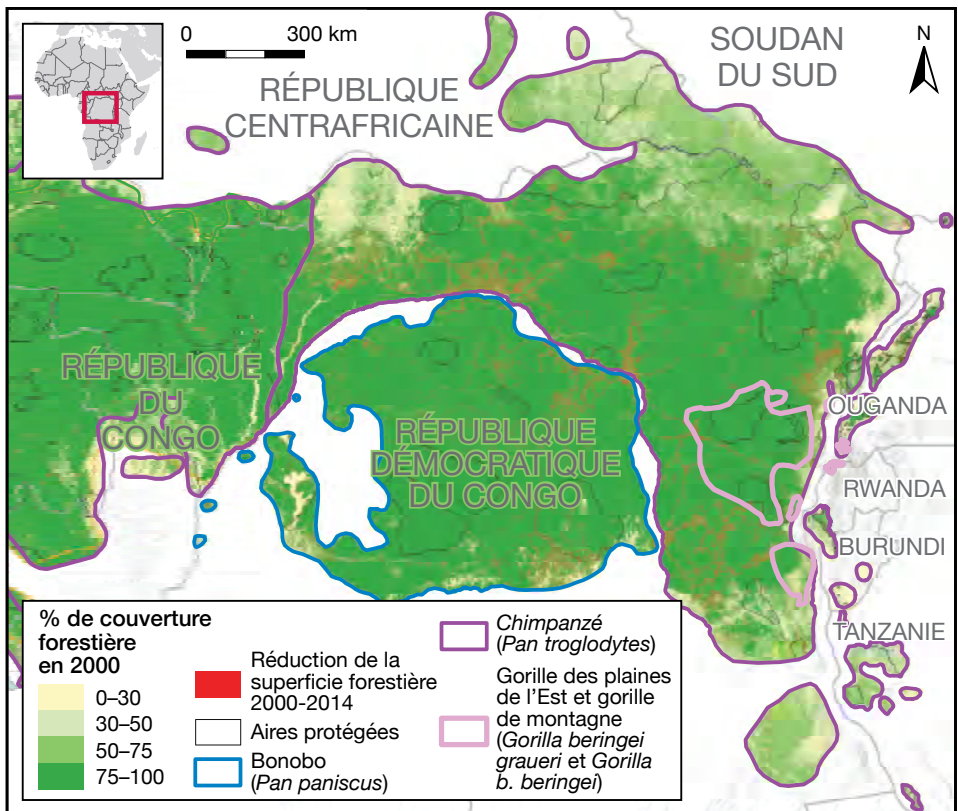 0 300 km
N
SOUDAN
DU SUD
RÉPUBLIQUE
CENTRAFRICAINE
RÉPUBLIQUE
DU
CONGO
RÉPUBLIQUE
DÉMOCRATIQUE
DU CONGO
OUGANDA
RWANDA
BURUNDI
TANZANIE
% de couverture
forestière
en 2000
0–30
30–50
50–75
75–100
Réduction de la
superficie forestière
2000-2014
Aires protégées
Bonobo
(Pan paniscus)
Chimpanzé
(Pan troglodytes)
Gorille des plaines
de l'Est et gorille
de montagne
(Gorilla beringei
graueri et Gorilla
b. beringei)